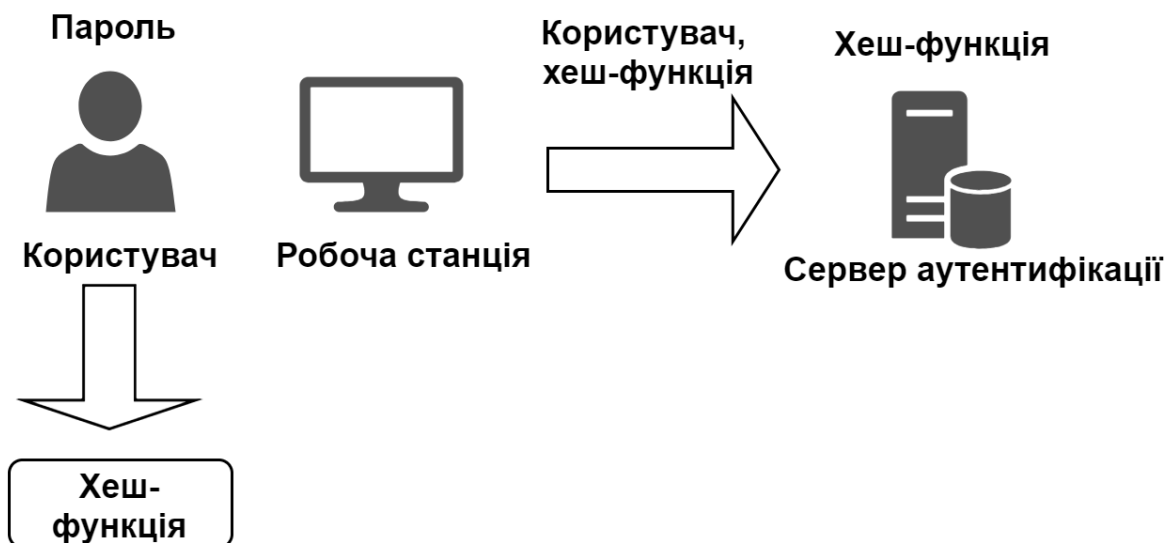 Пароль
Користувач,
хеш-функція
Хеш-функція
Користувач
Робоча станція
Сервер аутентифікації
Хеш-
функція